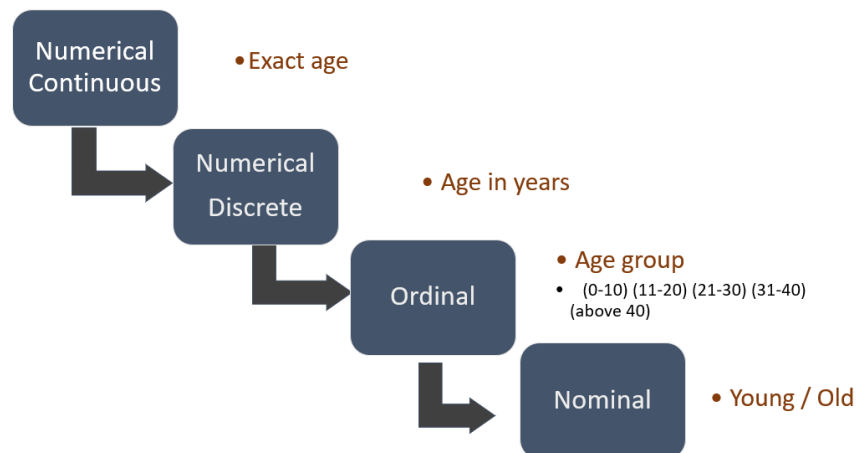 Numerical
Continuous
•Exact age
Numerical
Discrete
• Age in years
Ordinal
• Age group
• (0-10) (11-20) (21-30) (31-40)
(above 40)
Nominal
• Young / Old